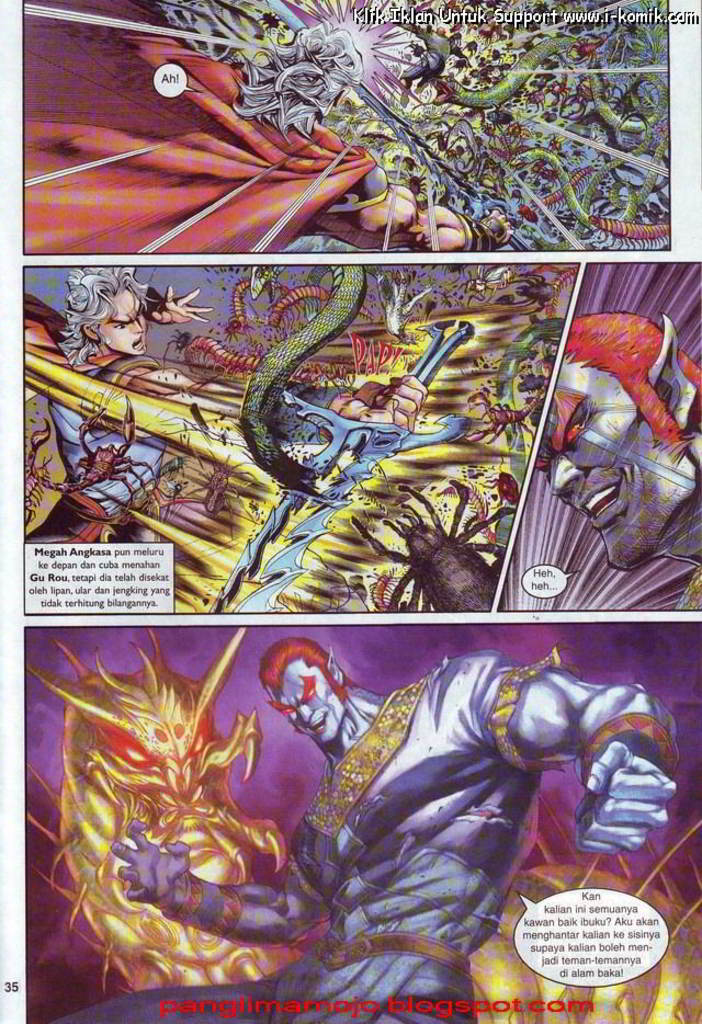 Klik Iklan Untuk Support www.i-komik.com
Ah!
PAP!
Megah Angkasa pun meluru
ke depan dan cuba menahan
Gu Rou, tetapi dia telah disekat
oleh lipan, ular dan jengking yang
tidak terhitung bilangannya.
Heh,
heh...
Kan
kalian ini semuanya
kawan baik ibuku? Aku akan
menghantar kalian ke sisinya
supaya kalian boleh men-
jadi teman-temannya
di alam baka!
35
panglimamojo.blogspot.com